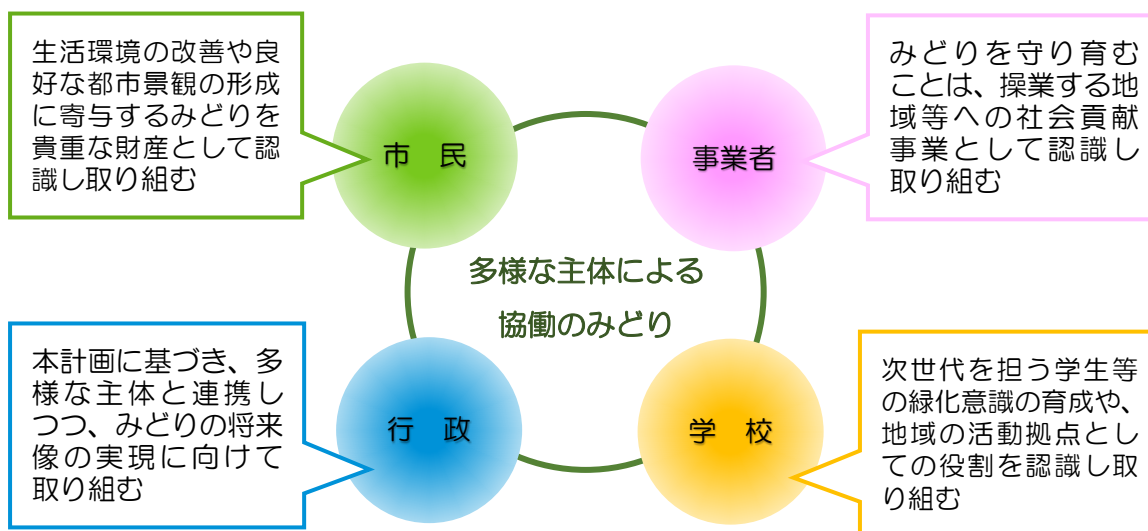 生活環境の改善や良
好な都市景観の形成
に寄与するみどりを
貴重な財産として認
識し取り組む
市　民
事業者
みどりを守り育む
ことは、操業する地
域等への社会貢献
事業として認識し
取り組む
多様な主体による
協働のみどり
本計画に基づき、多
様な主体と連携し
つつ、みどりの将来
像の実現に向けて
取り組む
行　政
学　校
次世代を担う学生等
の緑化意識の育成や、
地域の活動拠点とし
ての役割を認識し取
り組む